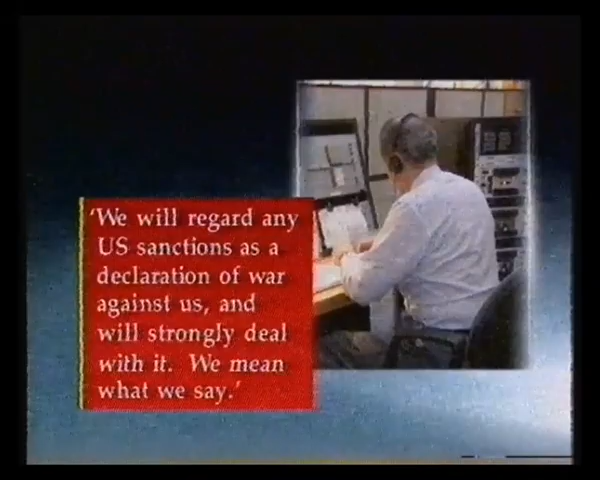 ‘We will regard any
US sanctions as a
declaration of war
against us, and
will strongly deal
with it. We mean
what we say.’